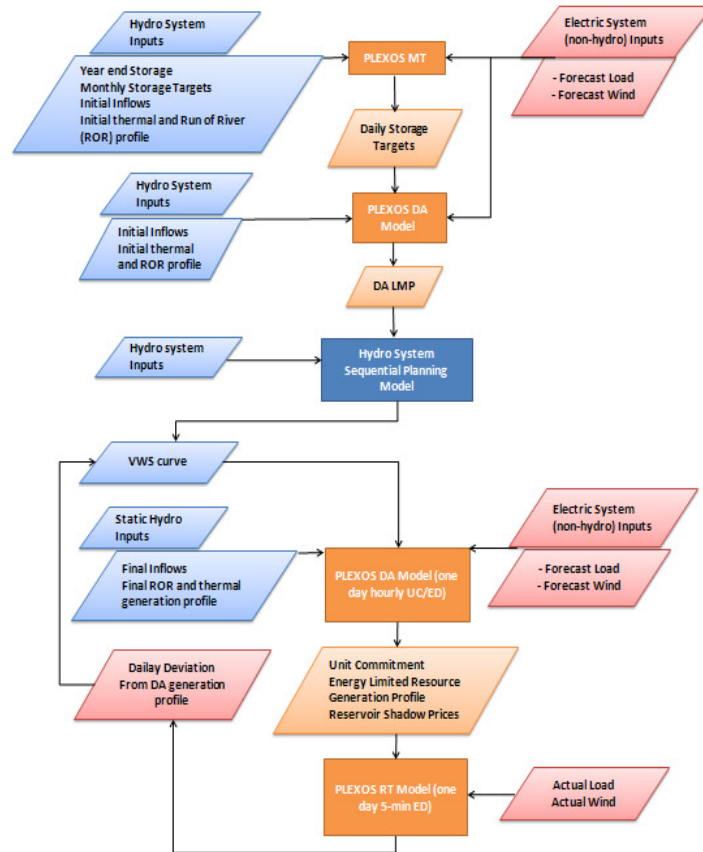 Hydro System
Inputs
Electric System
(non-hydro) Inputs
PLEXOS MT
Year end Storage
Monthly Storage Targets
Initial Inflows
Initial thermal and Run of River
(ROR) profile
- Forecast Load
- Forecast Wind
Daily Storage
Targets
Hydro System
Inputs
PLEXOS DA
Model
Initial Inflows
Initial thermal
and ROR profile
DA LMP
Hydro system
Inputs
Hydro System
Sequential Planning
Model
VWS curve
Static Hydro
Inputs
Electric System
(non-hydro) Inputs
Final Inflows
Final ROR and thermal
generation profile
PLEXOS DA Model (one
day hourly UC/ED)
- Forecast Load
- Forecast Wind
Dailay Deviation
From DA generation
profile
Unit Commitment
Energy Limited Resource
Generation Profile
Reservoir Shadow Prices
PLEXOS RT Model (one
day 5-min ED)
Actual Load
Actual Wind